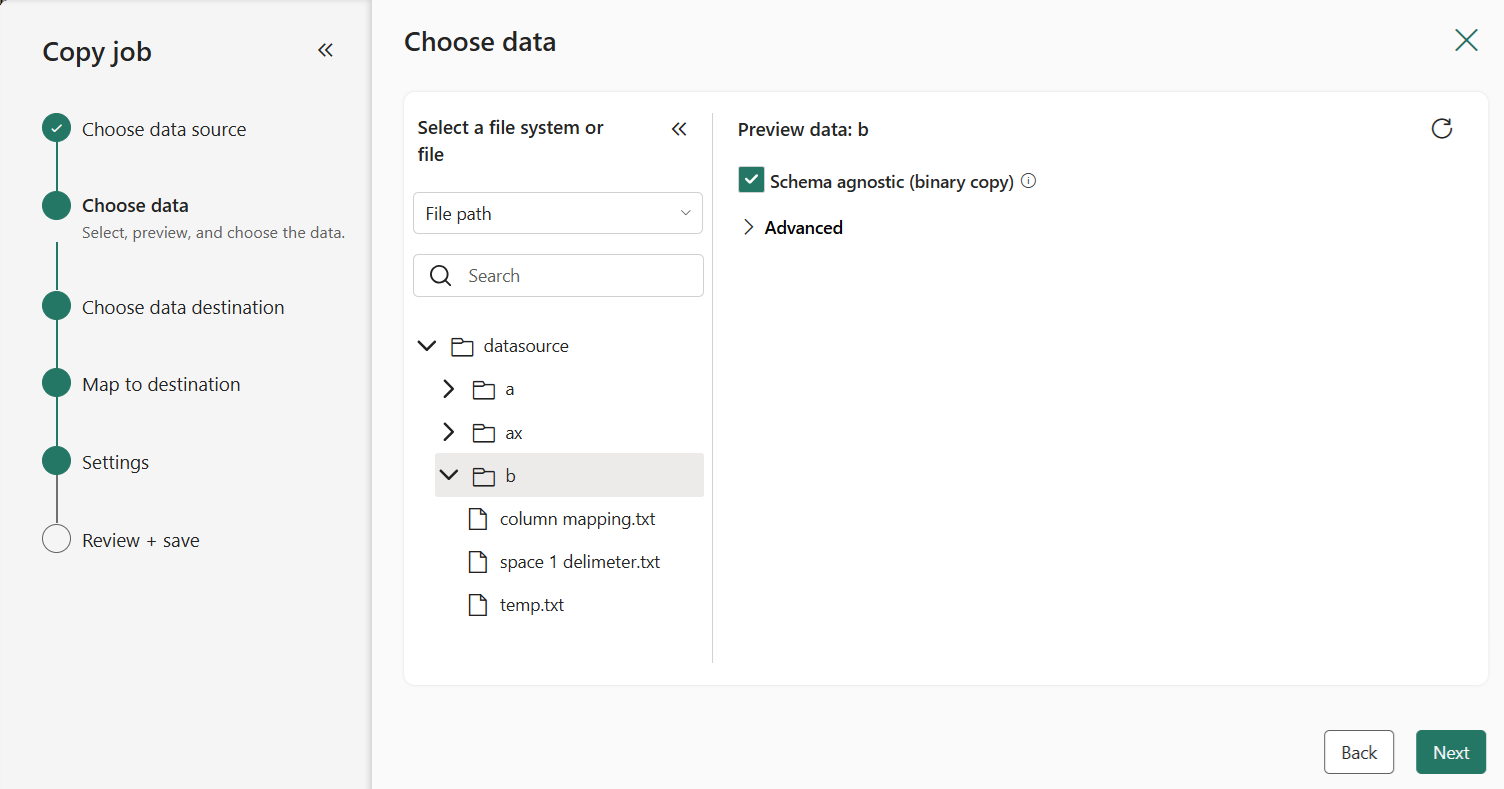 Copy job
Choose data source
Choose data
Select, preview, and choose the data.
Choose data destination
Map to destination
Settings
Review + save
Choose data
Select a file system or
file
File path
Search
datasource
a
ax
b
column mapping.txt
space 1 delimeter.txt
temp.txt
Preview data: b
Schema agnostic (binary copy)
Advanced
Back
Next